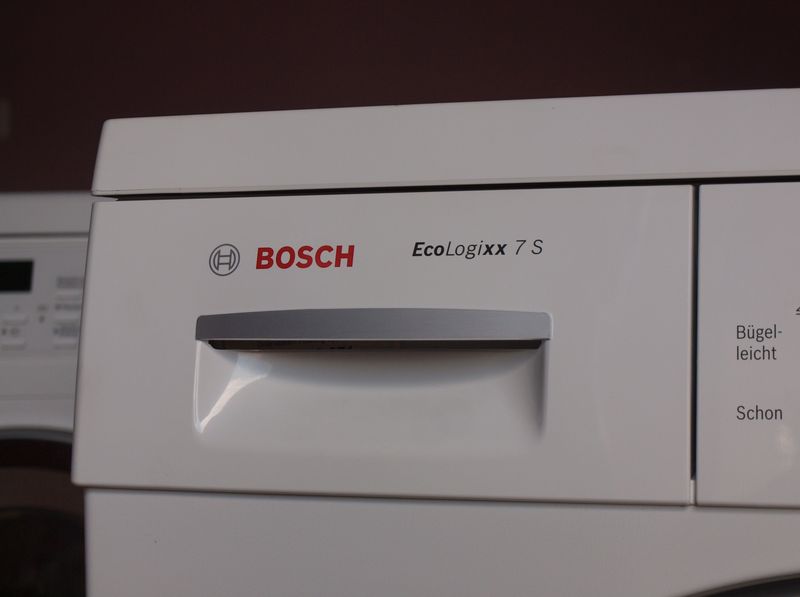 BOSCH
EcoLogixx 7 S
Bügel-
leicht
Schon